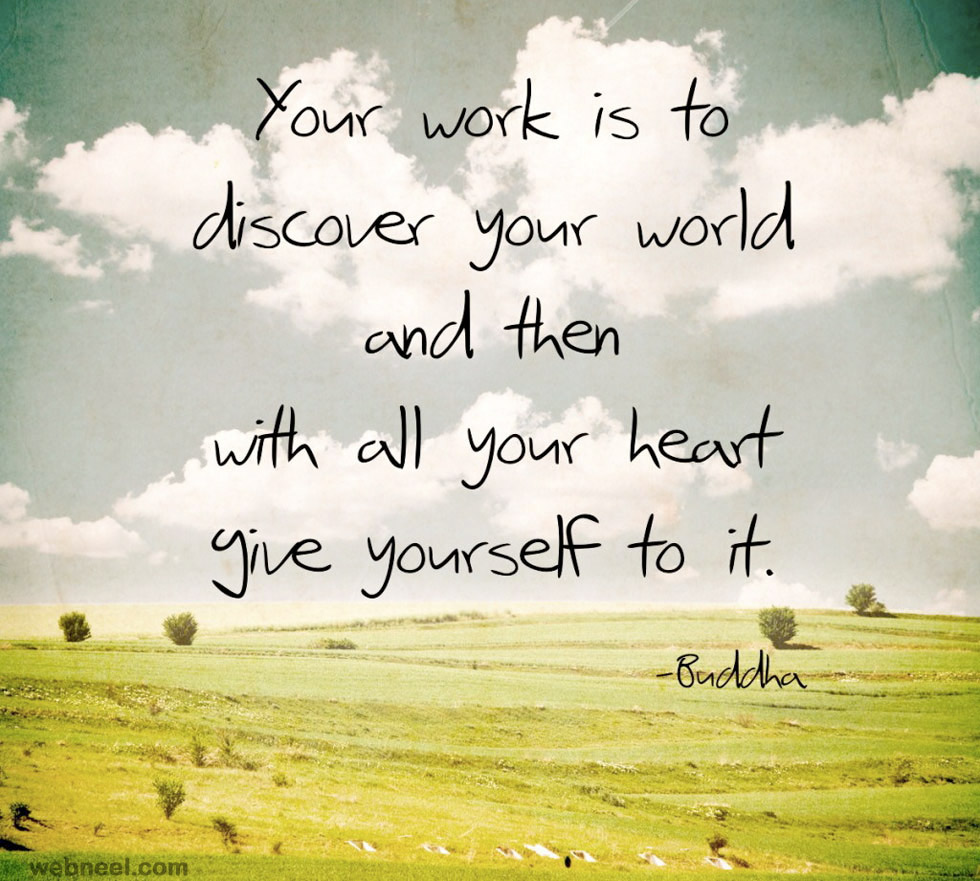 Your work is to
discover your world
and then
with all your heart
give yourself to it.
-Buddha
webneel.com